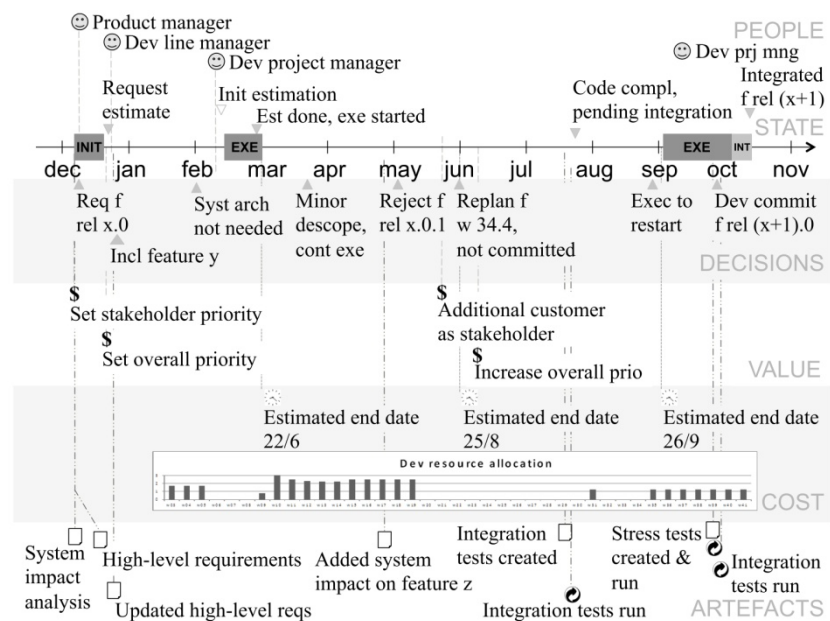 Product manager
PEOPLE
Dev line manager
Dev project manager
Dev prj mng
Request
estimate
Init estimation
Est done, exe started
Code compl,
pending integration
Integrated
f rel (x+1)
STATE
INIT
EXE
EXE
INT
dec
jan
feb
mar
apr
may
jun
jul
aug
sep
oct
nov
Req f
rel x.0
Incl feature y
Syst arch
not needed
Minor
descope,
cont exe
Reject f
rel x.0.1
Replan f
w 34.4,
not committed
Exec to
restart
Dev commit
f rel (x+1).0
DECISIONS
$
Set stakeholder priority
$
Set overall priority
$
Additional customer
as stakeholder
$
Increase overall prio
VALUE
Estimated end date
22/6
Estimated end date
25/8
Estimated end date
26/9
Dev resource allocation
COST
System
impact
analysis
High-level requirements
Updated high-level reqs
Added system
impact on feature z
Integration
tests created
Integration tests run
Stress tests
created &
run
Integration
tests run
ARTEFACTS